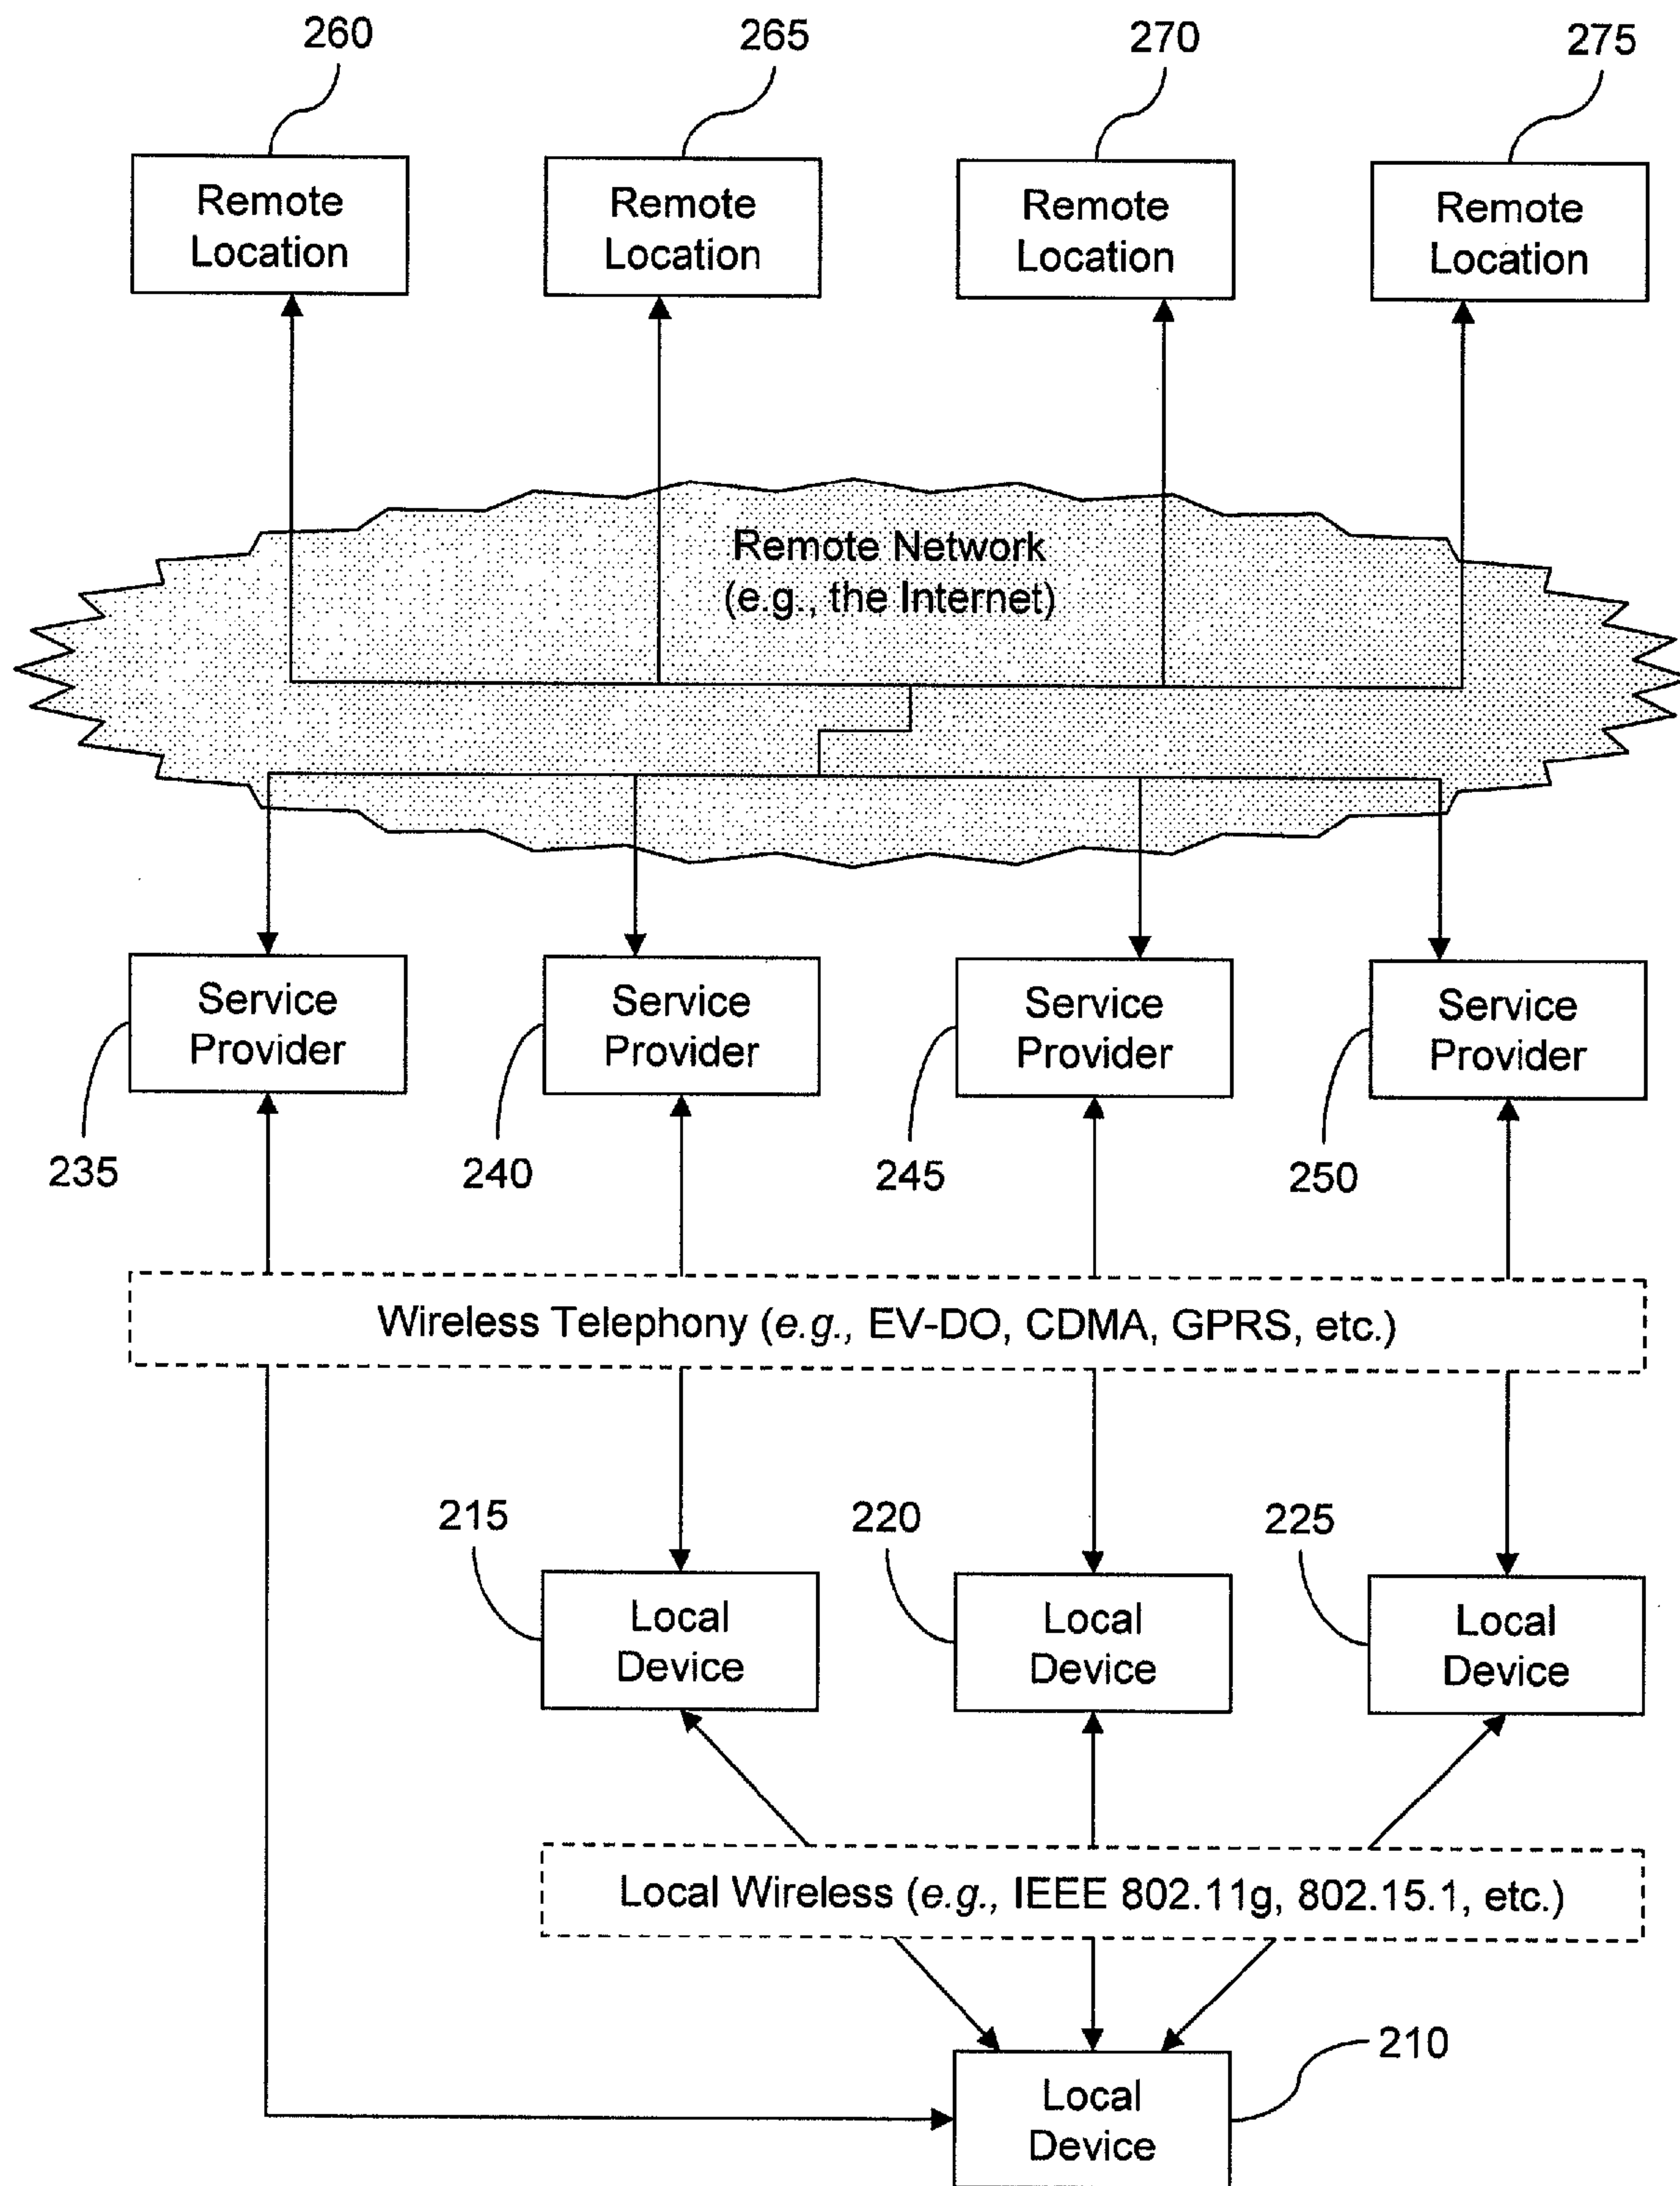 260
265
270
275
Remote
Location
Remote
Location
Remote
Location
Remote
Location
Remote Network
(e.g., the Internet)
Service
Provider
Service
Provider
Service
Provider
Service
Provider
235
240
245
250
Wireless Telephony (e.g., EV-DO, CDMA, GPRS, etc.)
215
220
225
Local
Device
Local
Device
Local
Device
Local Wireless (e.g., IEEE 802.11g, 802.15.1, etc.)
210
Local
Device